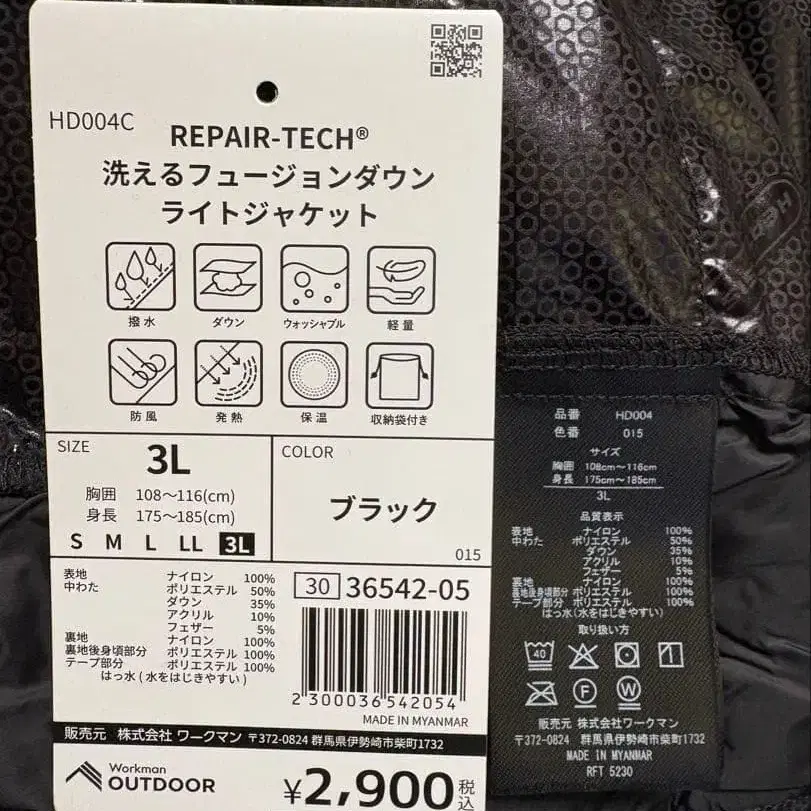 HD004C
REPAIR-TECH®
洗えるフュージョンダウン
ライトジャケット
撥水 ダウン ウォッシャブル 軽量
防風 発熱 保温 収納袋付き
SIZE
3L
胸囲 108〜116(cm)
身長 175〜185(cm)
S M L LL 3L
COLOR
ブラック
015
表地 ナイロン 100%
中わた ポリエステル 50%
ダウン 35%
アクリル 10%
フェザー 5%
裏地 ナイロン 100%
裏地後身頃部分 ポリエステル 100%
テープ部分 ポリエステル 100%
はっ水(水をはじきやすい)
30 36542-05
2300036542054
MADE IN MYANMAR
販売元 株式会社 ワークマン 〒372-0824 群馬県伊勢崎市柴町1732
Workman
OUTDOOR
¥2,900税込
品番 HD004
色番 015
サイズ
胸囲 108cm〜116cm
身長 175cm〜185cm
3L
品質表示
表地 ナイロン 100%
中わた ポリエステル 50%
ダウン 35%
アクリル 10%
フェザー 5%
裏地 ナイロン 100%
裏地後身頃部分 ポリエステル 100%
テープ部分 ポリエステル 100%
はっ水(水をはじきやすい)
取り扱い方
40
F W
販売元 株式会社 ワークマン
〒372-0824 群馬県伊勢崎市柴町1732
MADE IN MYANMAR
RFT 5230